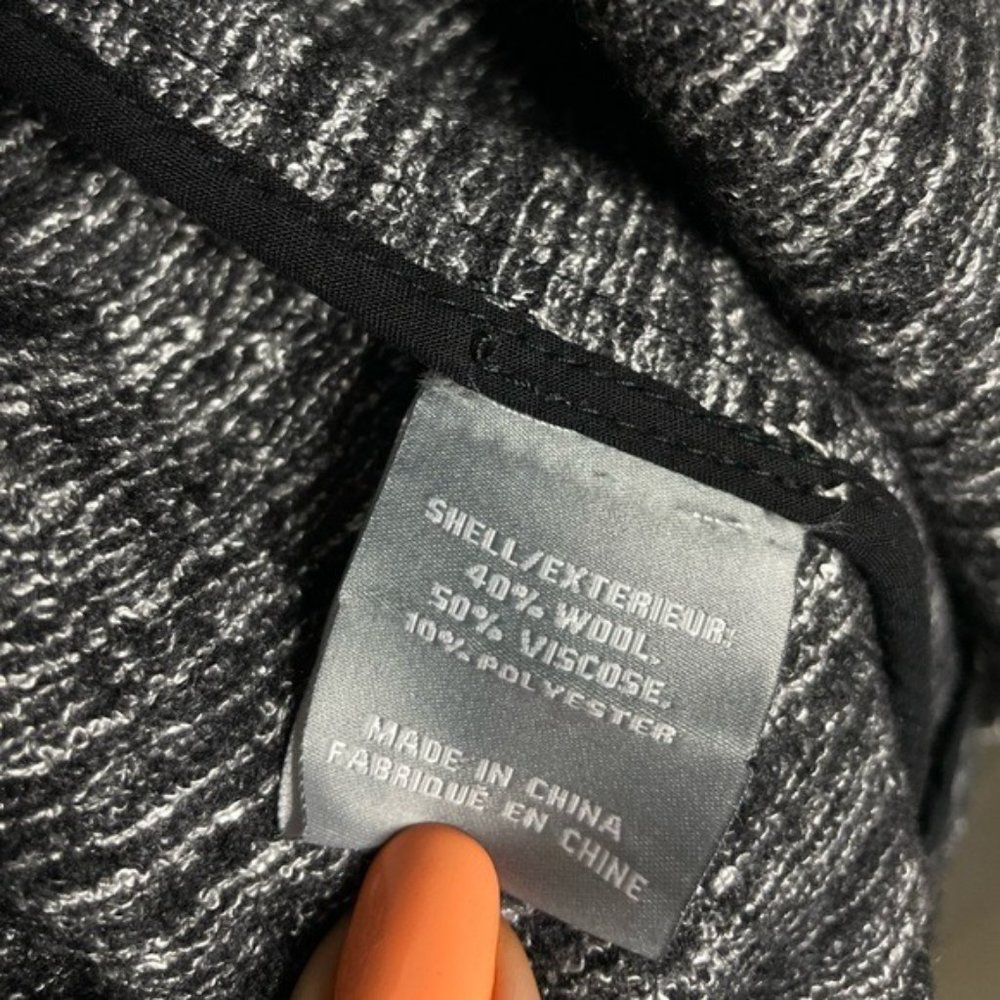 SHELL/EXTERIEUR:
40% WOOL,
50% VISCOSE,
10% POLYESTER
MADE IN CHINA
FABRIQUÉ EN CHINE